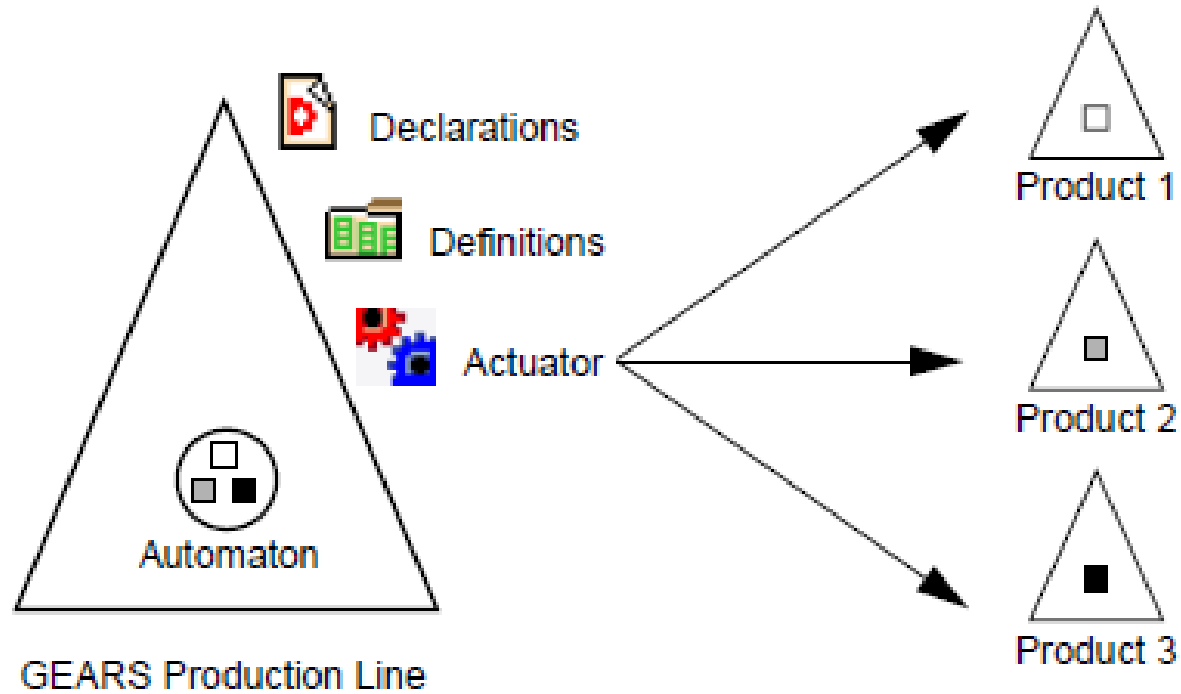 Declarations
Definitions
Actuator
Automaton
GEARS Production Line
Product 1
Product 2
Product 3